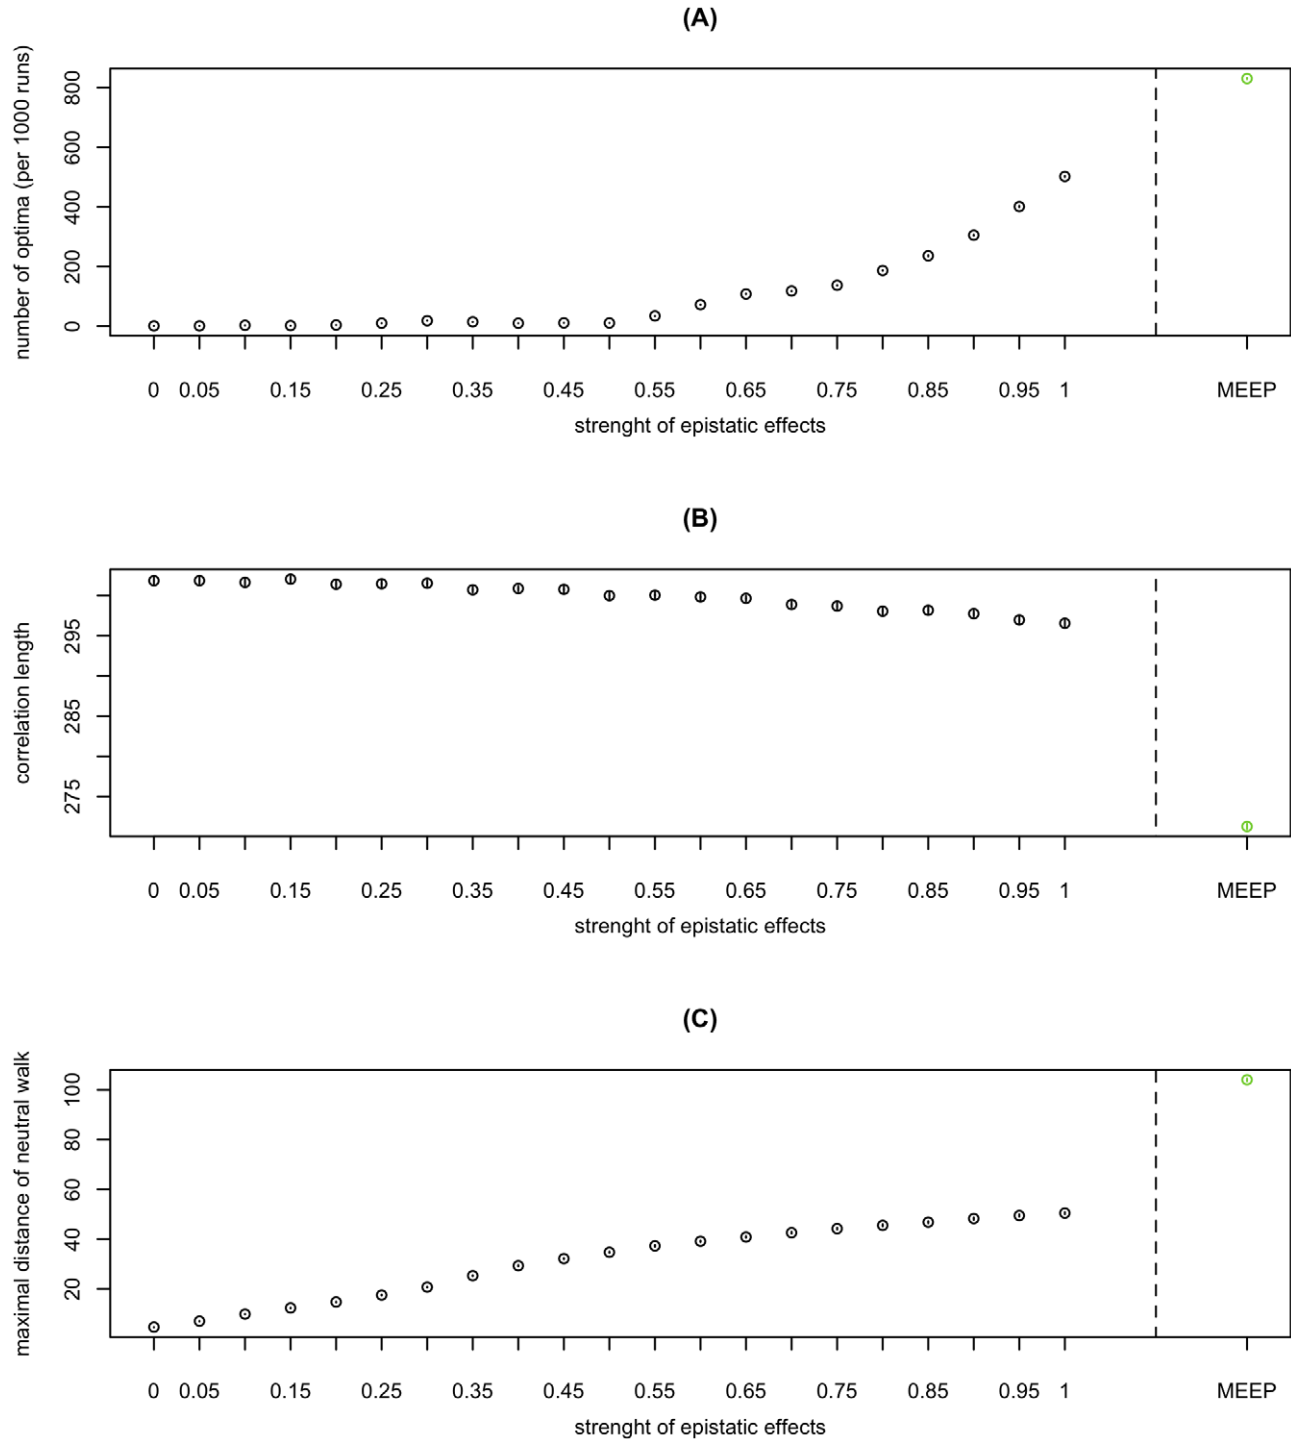 (A)
number of optima (per 1000 runs)
800
600
400
200
0
0 0.05 0.15 0.25 0.35 0.45 0.55 0.65 0.75 0.85 0.95 1 MEEP
strenght of epistatic effects
(B)
correlation length
295
285
275
0 0.05 0.15 0.25 0.35 0.45 0.55 0.65 0.75 0.85 0.95 1 MEEP
strenght of epistatic effects
(C)
maximal distance of neutral walk
100
80
60
40
20
0 0.05 0.15 0.25 0.35 0.45 0.55 0.65 0.75 0.85 0.95 1 MEEP
strenght of epistatic effects